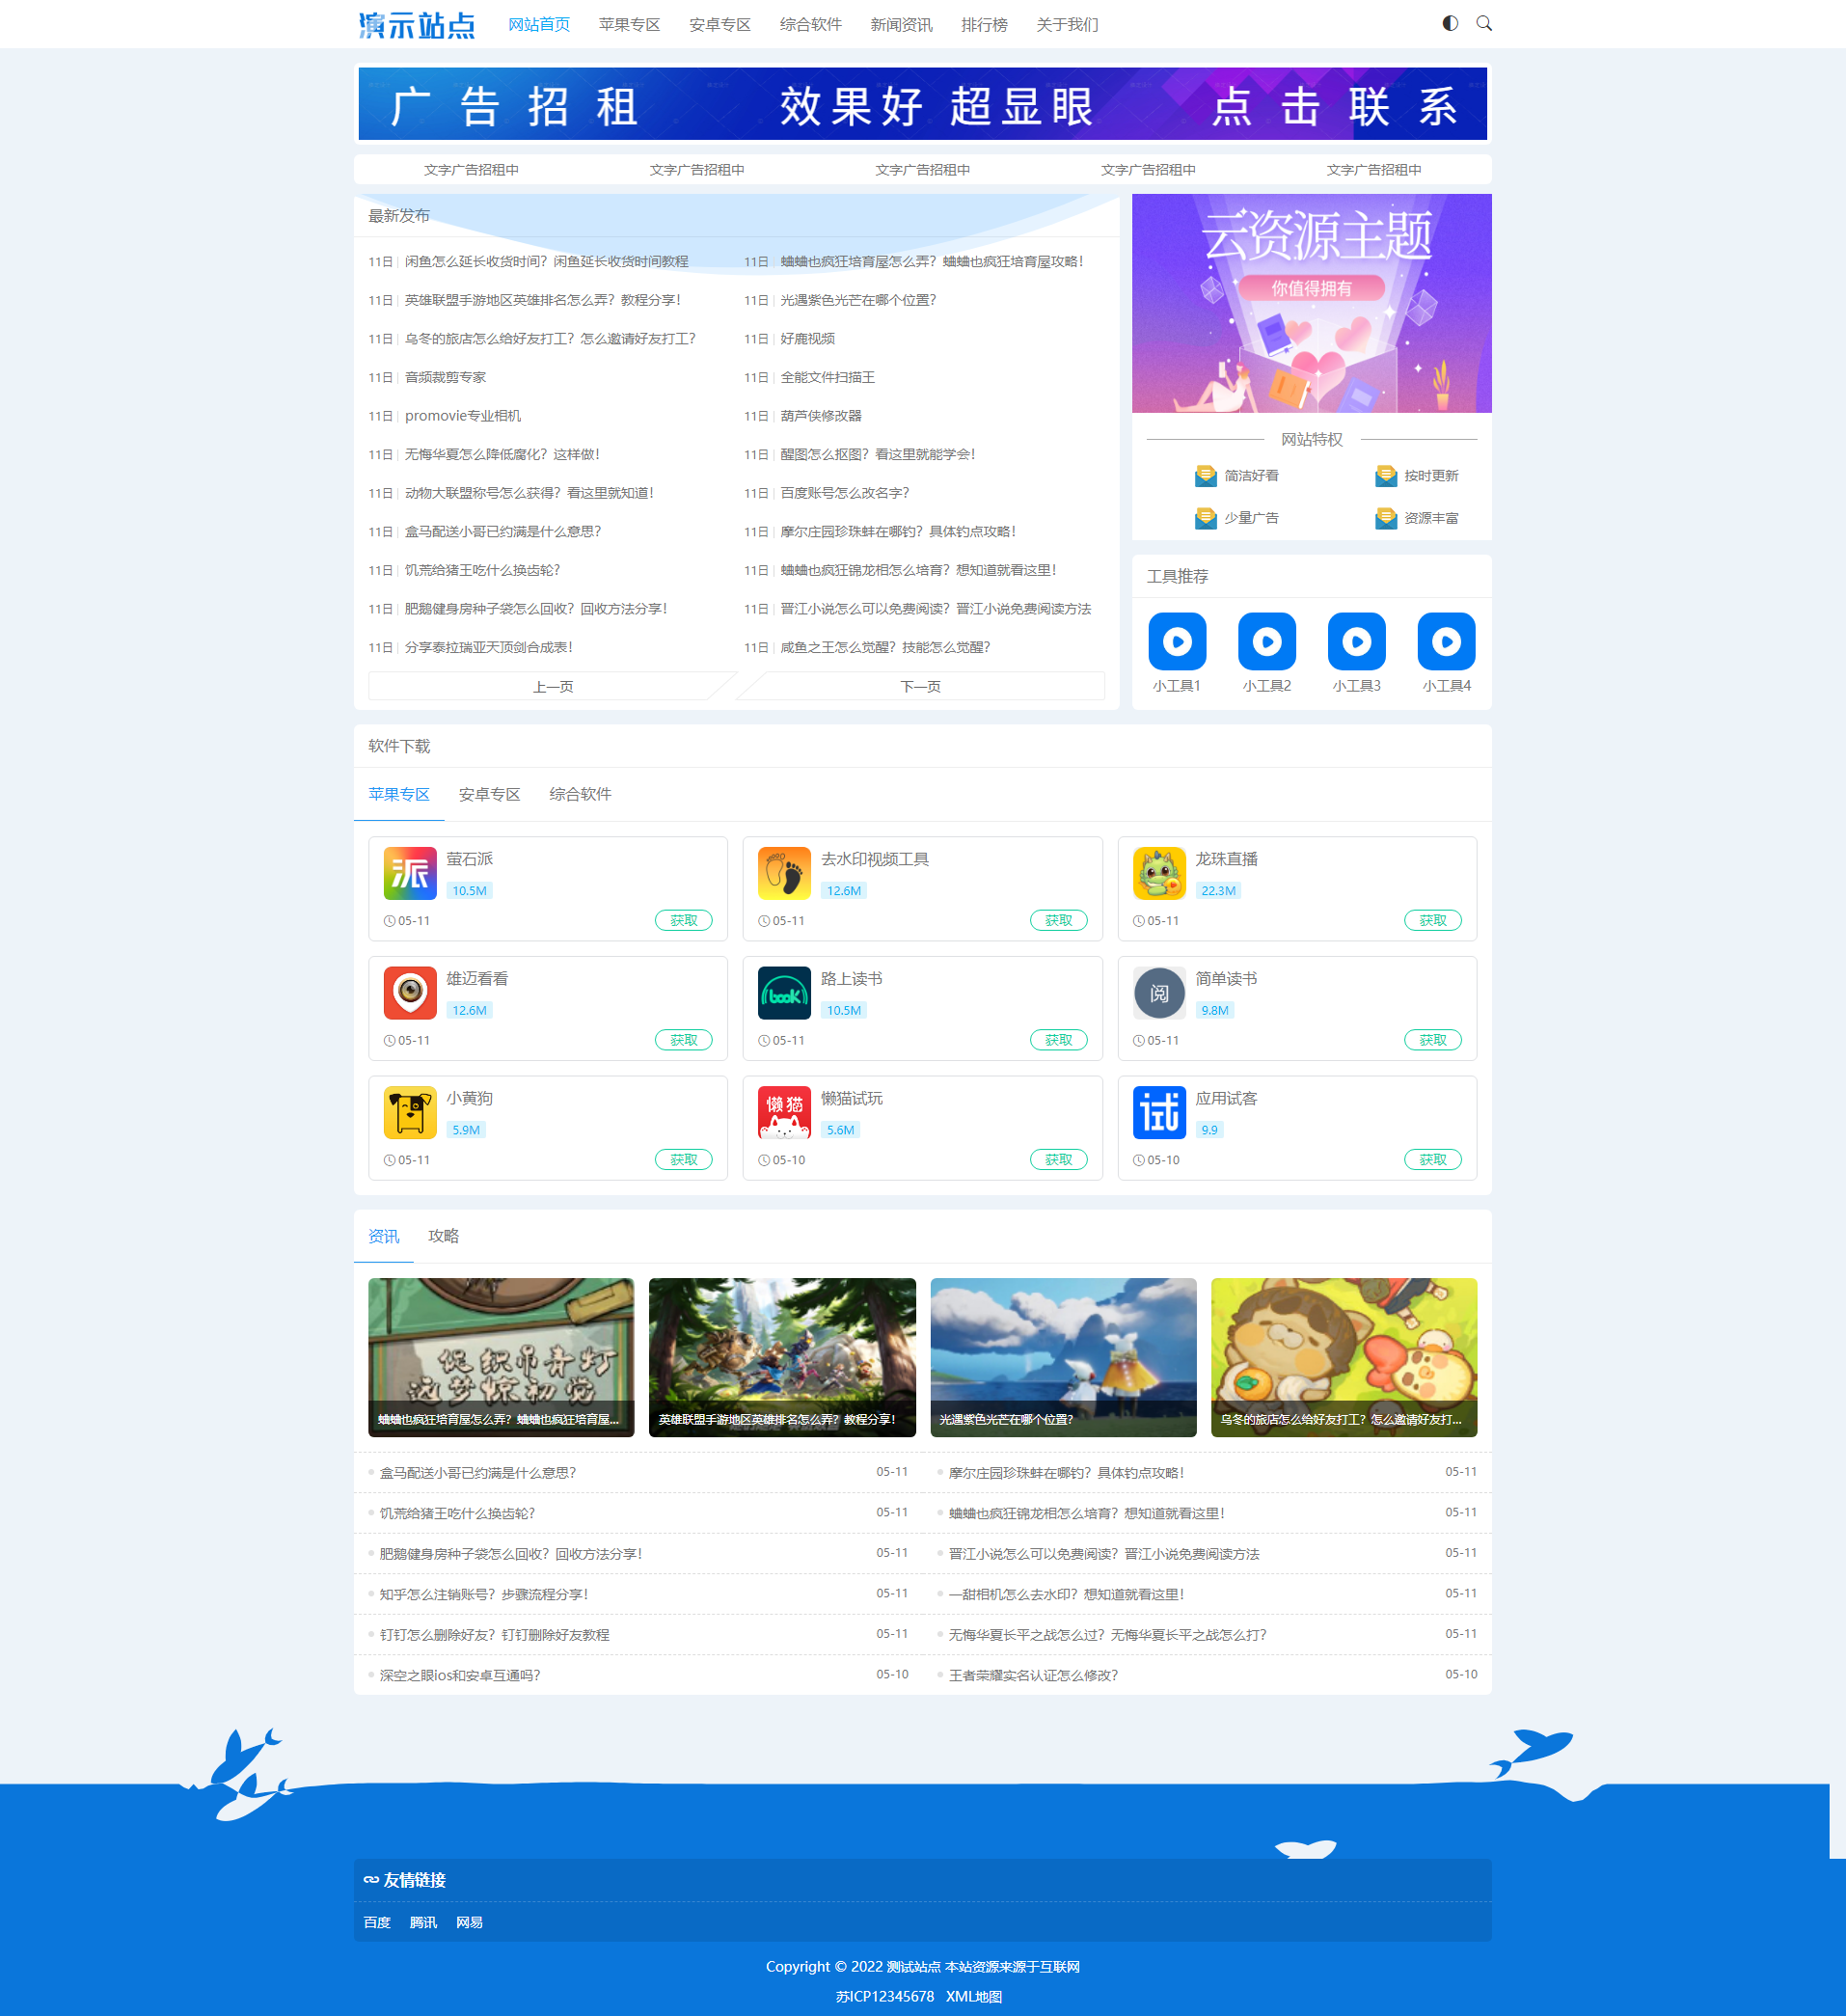 演示站点 网站首页 苹果专区 安卓专区 综合软件 新闻资讯 排行榜 关于我们
广告招租 效果好 超显眼 点击联系
文字广告招租中 文字广告招租中 文字广告招租中 文字广告招租中 文字广告招租中
最新发布
11日 闲鱼怎么延长收货时间？闲鱼延长收货时间教程
11日 蛐蛐也疯狂培育屋怎么弄？蛐蛐也疯狂培育屋攻略！
11日 英雄联盟手游地区英雄排名怎么弄？教程分享！
11日 光遇紫色光芒在哪个位置？
11日 乌冬的旅店怎么给好友打工？怎么邀请好友打工？
11日 好鹿视频
11日 音频裁剪专家
11日 全能文件扫描王
11日 promovie专业相机
11日 葫芦侠修改器
11日 无悔华夏怎么降低腐化？这样做！
11日 醒图怎么抠图？看这里就能学会！
11日 动物大联盟称号怎么获得？看这里就知道！
11日 百度账号怎么改名字？
11日 盒马配送小哥已约满是什么意思？
11日 摩尔庄园珍珠蚌在哪钓？具体钓点攻略！
11日 饥荒给猪王吃什么换齿轮？
11日 蛐蛐也疯狂锦龙相怎么培育？想知道就看这里！
11日 肥鹅健身房种子袋怎么回收？回收方法分享！
11日 晋江小说怎么可以免费阅读？晋江小说免费阅读方法
11日 分享泰拉瑞亚天顶剑合成表！
11日 咸鱼之王怎么觉醒？技能怎么觉醒？
上一页 下一页
云资源主题
你值得拥有
网站特权
简洁好看 按时更新
少量广告 资源丰富
工具推荐
小工具1 小工具2 小工具3 小工具4
软件下载
苹果专区 安卓专区 综合软件
派 萤石派
10.5M
05-11 获取
去水印视频工具
12.6M
05-11 获取
龙珠直播
22.3M
05-11 获取
雄迈看看
12.6M
05-11 获取
book 路上读书
10.5M
05-11 获取
阅 简单读书
9.8M
05-11 获取
小黄狗
5.9M
05-11 获取
懒猫 懒猫试玩
5.6M
05-10 获取
试 应用试客
9.9
05-10 获取
资讯 攻略
促织吊青灯
远梦惊初觉
蛐蛐也疯狂培育屋怎么弄？蛐蛐也疯狂培育屋...
英雄联盟手游地区英雄排名怎么弄？教程分享！
光遇紫色光芒在哪个位置？
乌冬的旅店怎么给好友打工？怎么邀请好友打...
盒马配送小哥已约满是什么意思？ 05-11
摩尔庄园珍珠蚌在哪钓？具体钓点攻略！ 05-11
饥荒给猪王吃什么换齿轮？ 05-11
蛐蛐也疯狂锦龙相怎么培育？想知道就看这里！ 05-11
肥鹅健身房种子袋怎么回收？回收方法分享！ 05-11
晋江小说怎么可以免费阅读？晋江小说免费阅读方法 05-11
知乎怎么注销账号？步骤流程分享！ 05-11
一甜相机怎么去水印？想知道就看这里！ 05-11
钉钉怎么删除好友？钉钉删除好友教程 05-11
无悔华夏长平之战怎么过？无悔华夏长平之战怎么打？ 05-11
深空之眼ios和安卓互通吗？ 05-10
王者荣耀实名认证怎么修改？ 05-10
友情链接
百度 腾讯 网易
Copyright © 2022 测试站点 本站资源来源于互联网
苏ICP12345678 XML地图